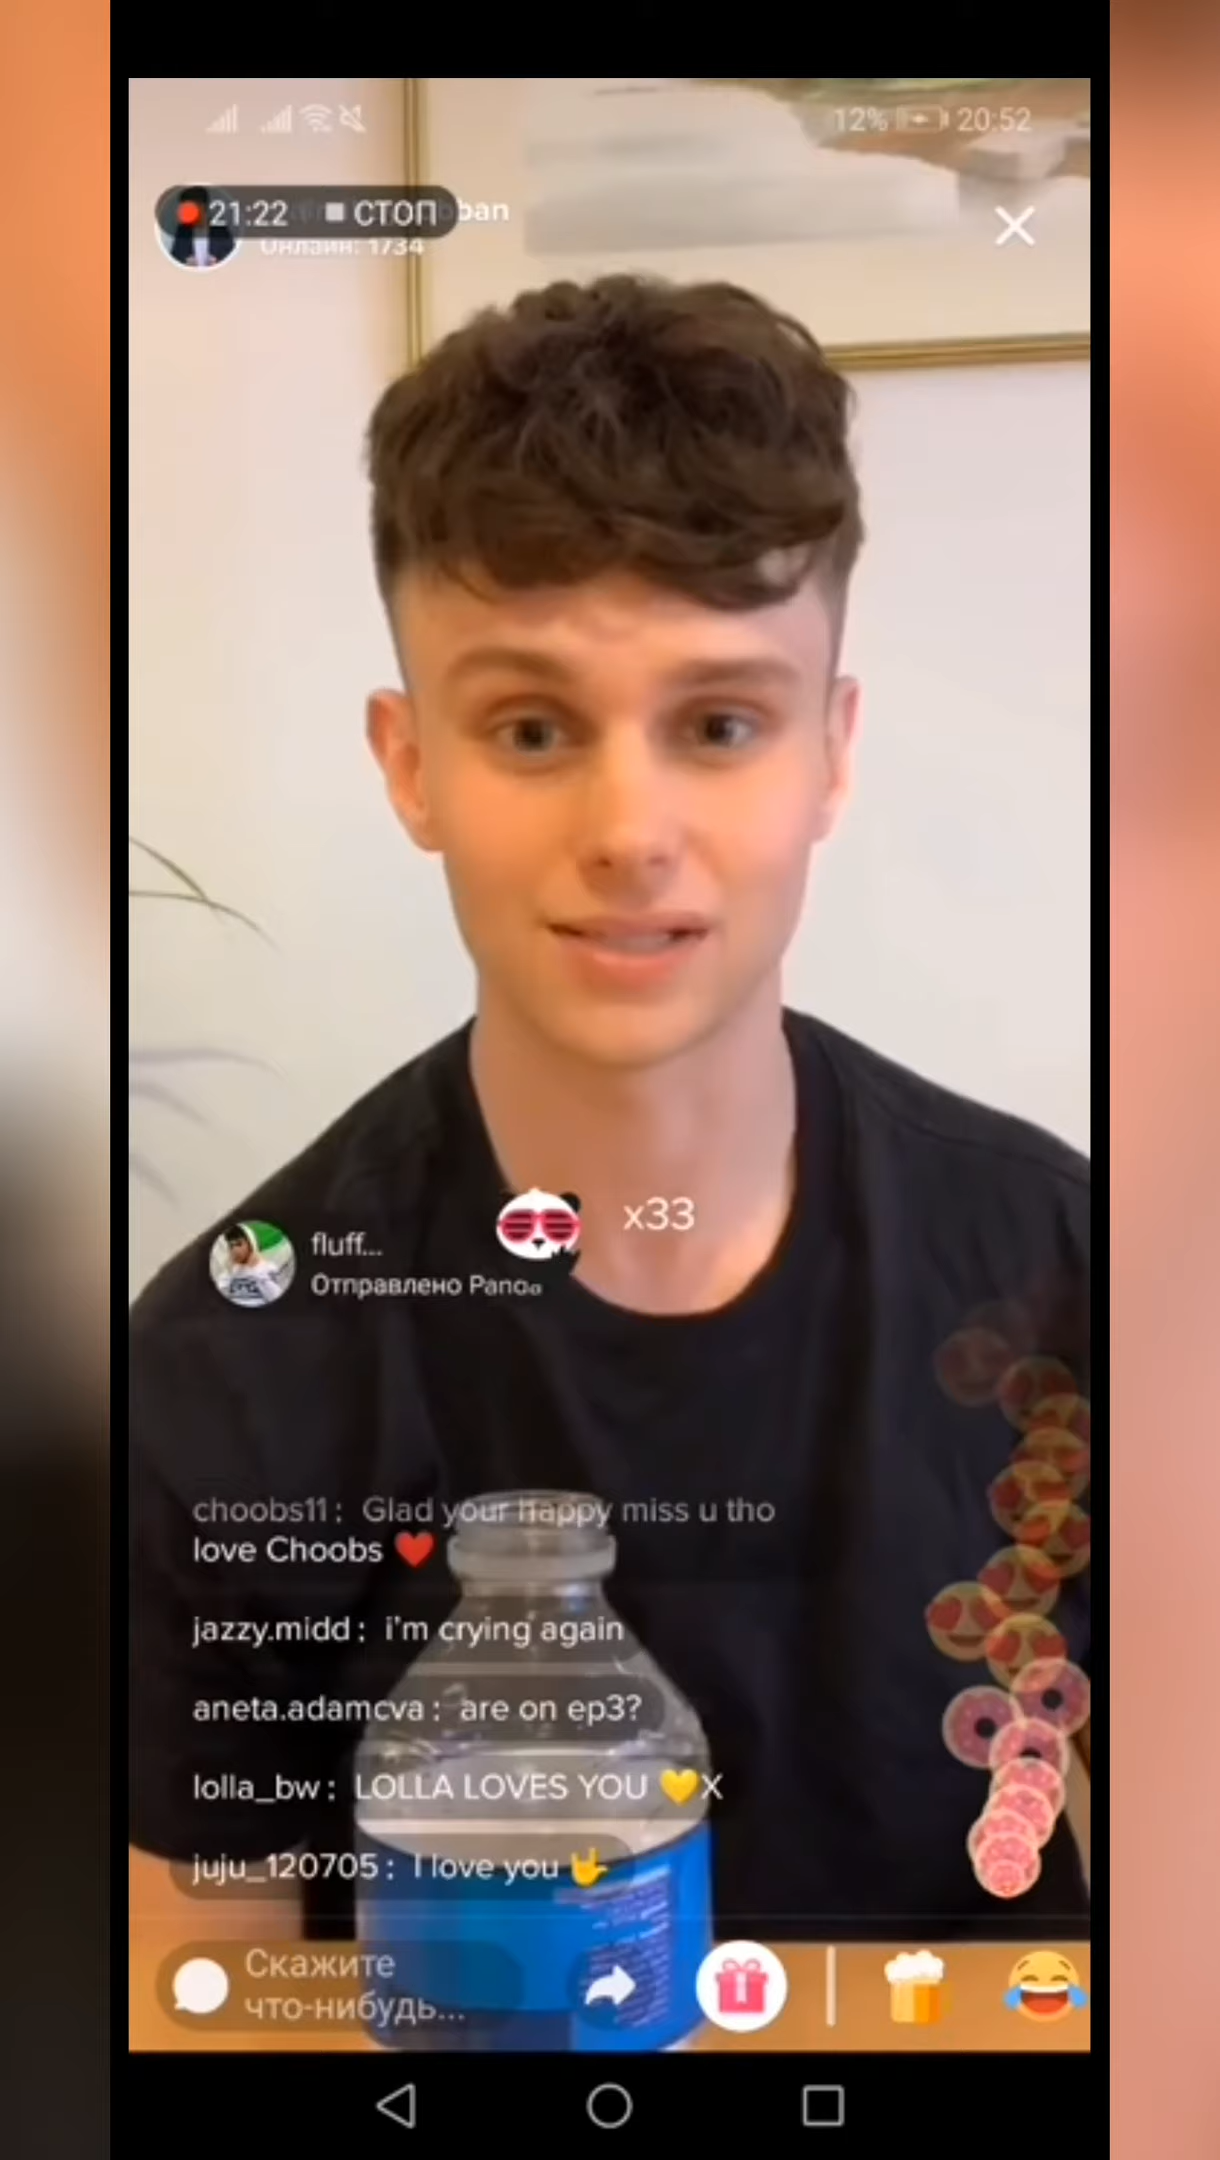 12% 20:52
21:22 СТОП ban
Онлайн: 1734
x33
fluff...
Отправлено Panda
choobs11 : Glad your happy miss u tho
love Choobs ❤️
jazzy.midd : i'm crying again
aneta.adamcva : are on ep3?
lolla_bw : LOLLA LOVES YOU 💛X
juju_120705 : I love you 🤟
Скажите
что-нибудь...